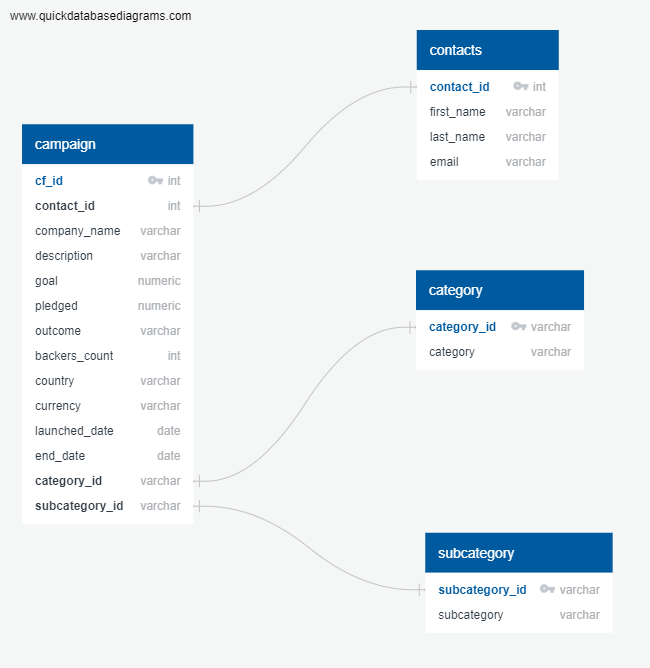 www.quickdatabasediagrams.com
contacts
contact_id int
first_name varchar
last_name varchar
email varchar
campaign
cf_id int
contact_id int
company_name varchar
description varchar
goal numeric
pledged numeric
outcome varchar
backers_count int
country varchar
currency varchar
launched_date date
end_date date
category_id varchar
subcategory_id varchar
category
category_id varchar
category varchar
subcategory
subcategory_id varchar
subcategory varchar